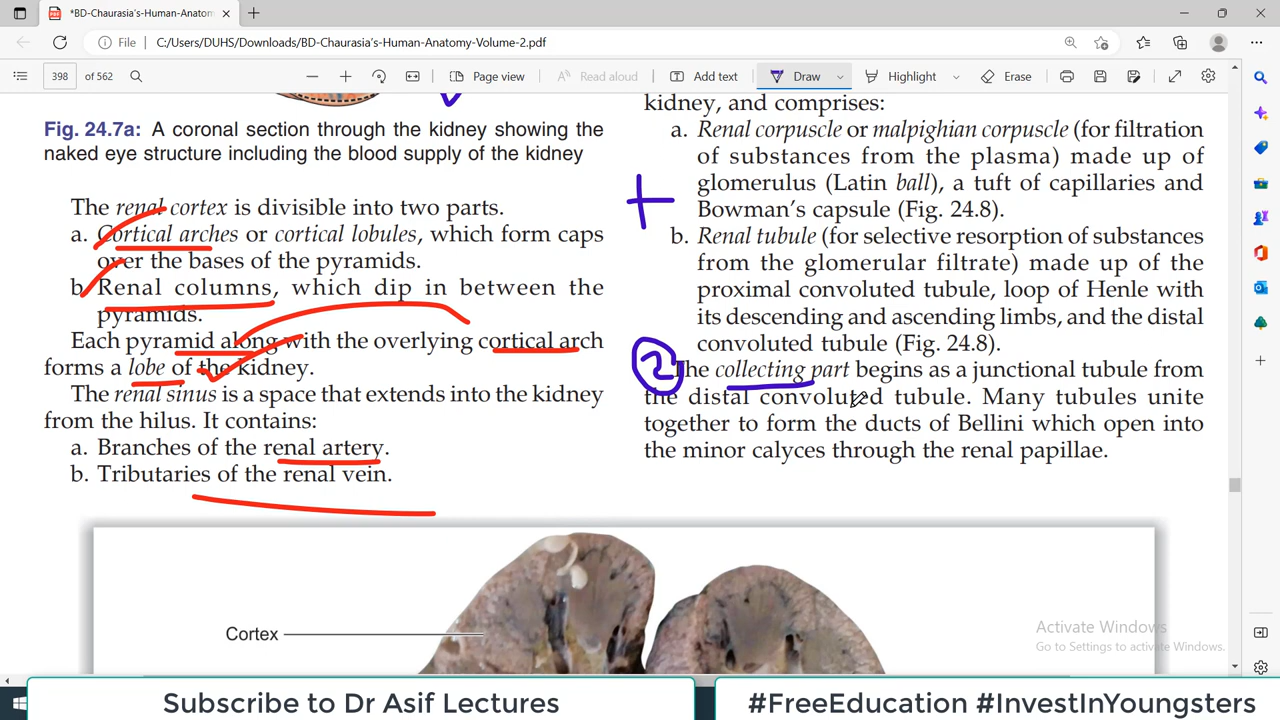 *BD-Chaurasia's-Human-Anatom
File
C:/Users/DUHS/Downloads/BD-Chaurasia's-Human-Anatomy-Volume-2.pdf
398 of 562
Page view
Read aloud
Add text
Draw
Highlight
Erase
Fig. 24.7a: A coronal section through the kidney showing the
naked eye structure including the blood supply of the kidney
The renal cortex is divisible into two parts.
a. Cortical arches or cortical lobules, which form caps
over the bases of the pyramids.
b. Renal columns, which dip in between the
pyramids.
Each pyramid along with the overlying cortical arch
forms a lobe of the kidney.
The renal sinus is a space that extends into the kidney
from the hilus. It contains:
a. Branches of the renal artery.
b. Tributaries of the renal vein.
kidney, and comprises:
a. Renal corpuscle or malpighian corpuscle (for filtration
of substances from the plasma) made up of
glomerulus (Latin ball), a tuft of capillaries and
Bowman's capsule (Fig. 24.8).
b. Renal tubule (for selective resorption of substances
from the glomerular filtrate) made up of the
proximal convoluted tubule, loop of Henle with
its descending and ascending limbs, and the distal
convoluted tubule (Fig. 24.8).
2
The collecting part begins as a junctional tubule from
the distal convoluted tubule. Many tubules unite
together to form the ducts of Bellini which open into
the minor calyces through the renal papillae.
Cortex
Activate Windows
Go to Settings to activate Windows.
Subscribe to Dr Asif Lectures
#FreeEducation #InvestInYoungsters